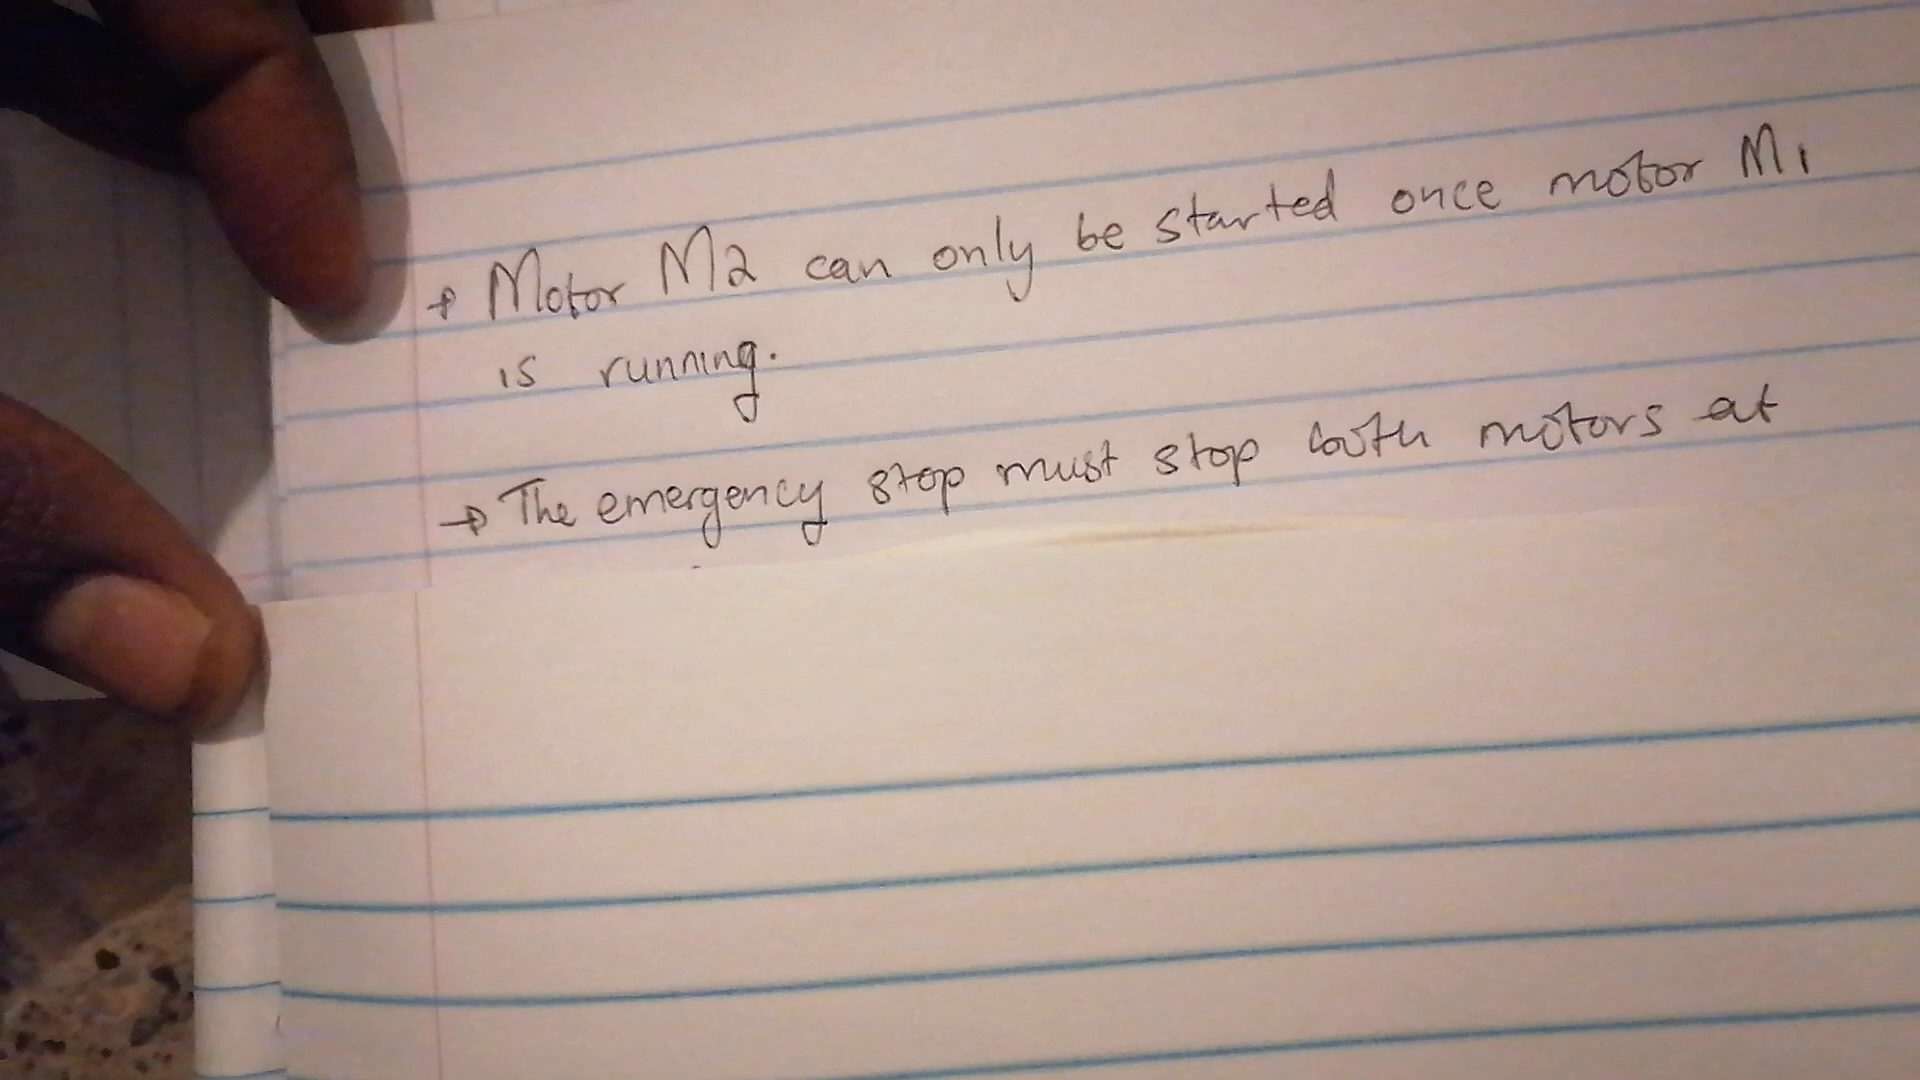 → Motor M2 can only be started once motor M1
is running.
→ The emergency stop must stop both motors at